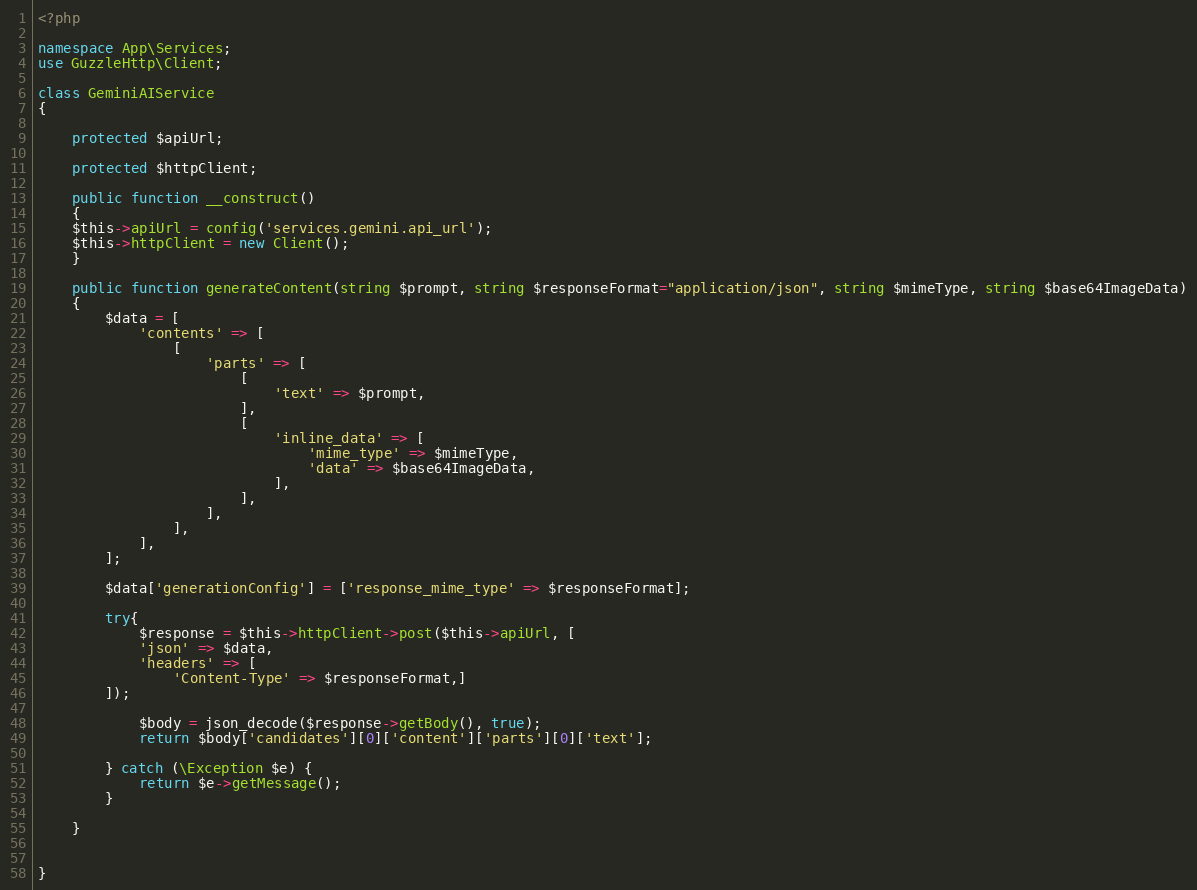 1 <?php
2
3 namespace App\Services;
4 use GuzzleHttp\Client;
5
6 class GeminiAIService
7 {
8
9     protected $apiUrl;
10
11     protected $httpClient;
12
13     public function __construct()
14     {
15     $this->apiUrl = config('services.gemini.api_url');
16     $this->httpClient = new Client();
17     }
18
19     public function generateContent(string $prompt, string $responseFormat="application/json", string $mimeType, string $base64ImageData)
20     {
21         $data = [
22             'contents' => [
23                 [
24                     'parts' => [
25                         [
26                             'text' => $prompt,
27                         ],
28                         [
29                             'inline_data' => [
30                                 'mime_type' => $mimeType,
31                                 'data' => $base64ImageData,
32                             ],
33                         ],
34                     ],
35                 ],
36             ],
37         ];
38
39         $data['generationConfig'] = ['response_mime_type' => $responseFormat];
40
41         try{
42             $response = $this->httpClient->post($this->apiUrl, [
43             'json' => $data,
44             'headers' => [
45                 'Content-Type' => $responseFormat,]
46         ]);
47
48             $body = json_decode($response->getBody(), true);
49             return $body['candidates'][0]['content']['parts'][0]['text'];
50
51         } catch (\Exception $e) {
52             return $e->getMessage();
53         }
54
55     }
56
57
58 }